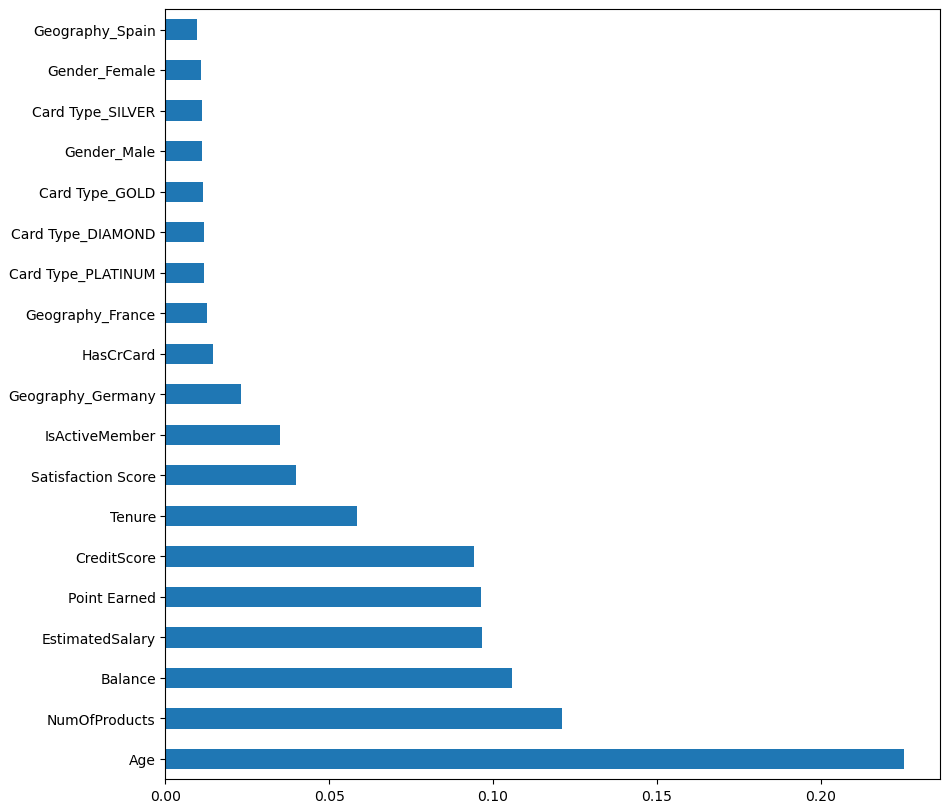 Geography_Spain
Gender_Female
Card Type_SILVER
Gender_Male
Card Type_GOLD
Card Type_DIAMOND
Card Type_PLATINUM
Geography_France
HasCrCard
Geography_Germany
IsActiveMember
Satisfaction Score
Tenure
CreditScore
Point Earned
EstimatedSalary
Balance
NumOfProducts
Age
0.00 0.05 0.10 0.15 0.20